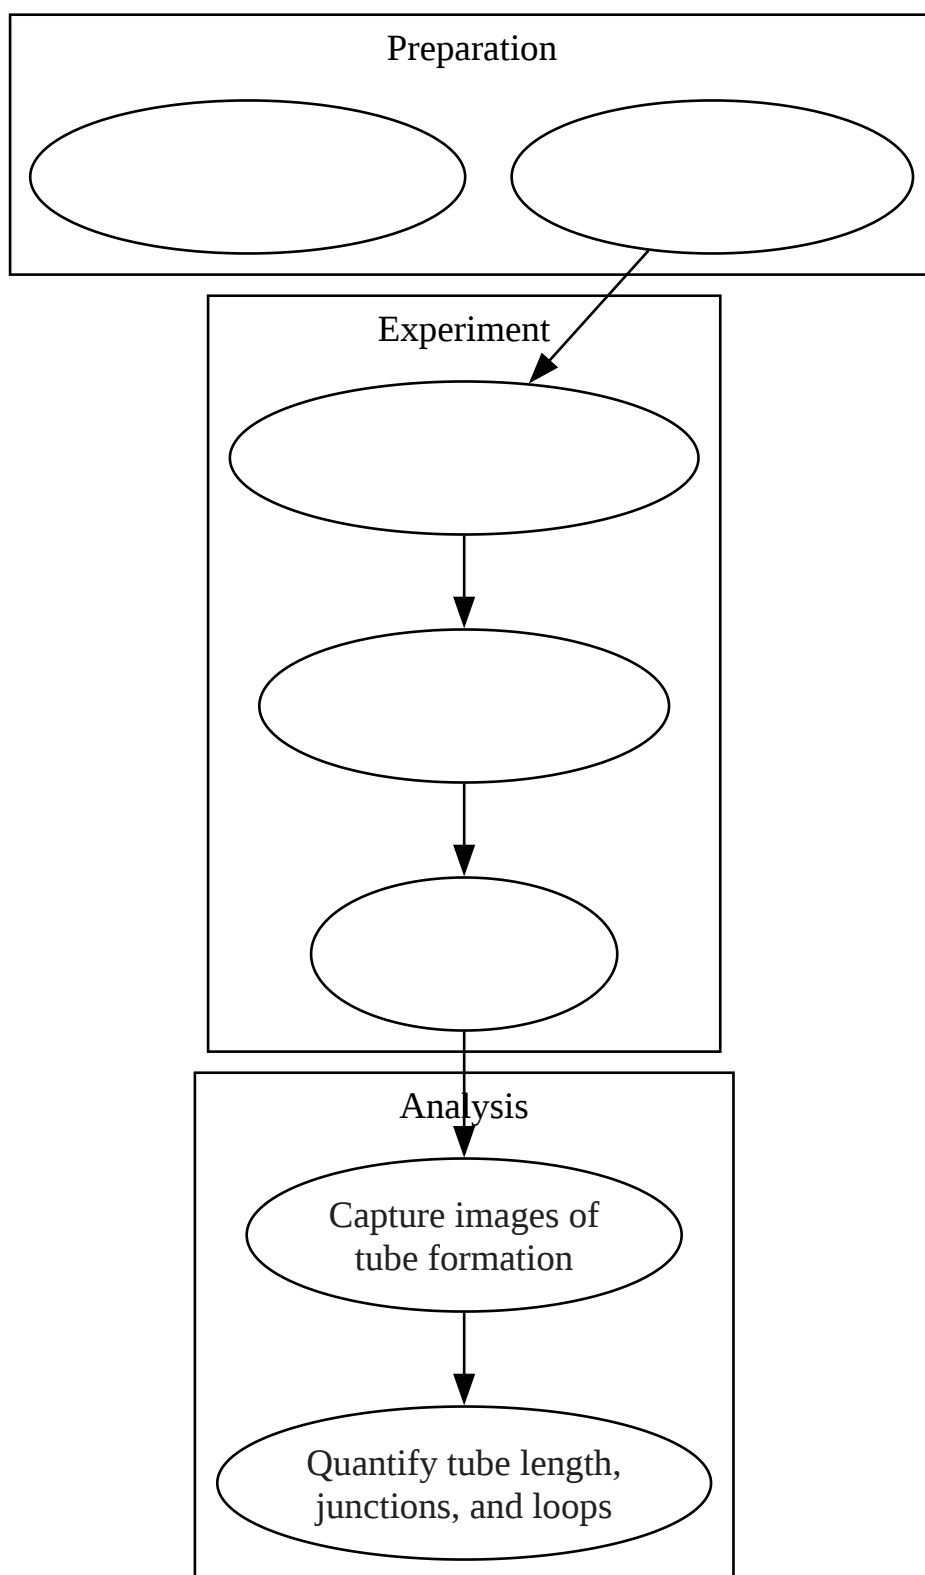 Preparation
Experiment
Analysis
Capture images of
tube formation
Quantify tube length,
junctions, and loops